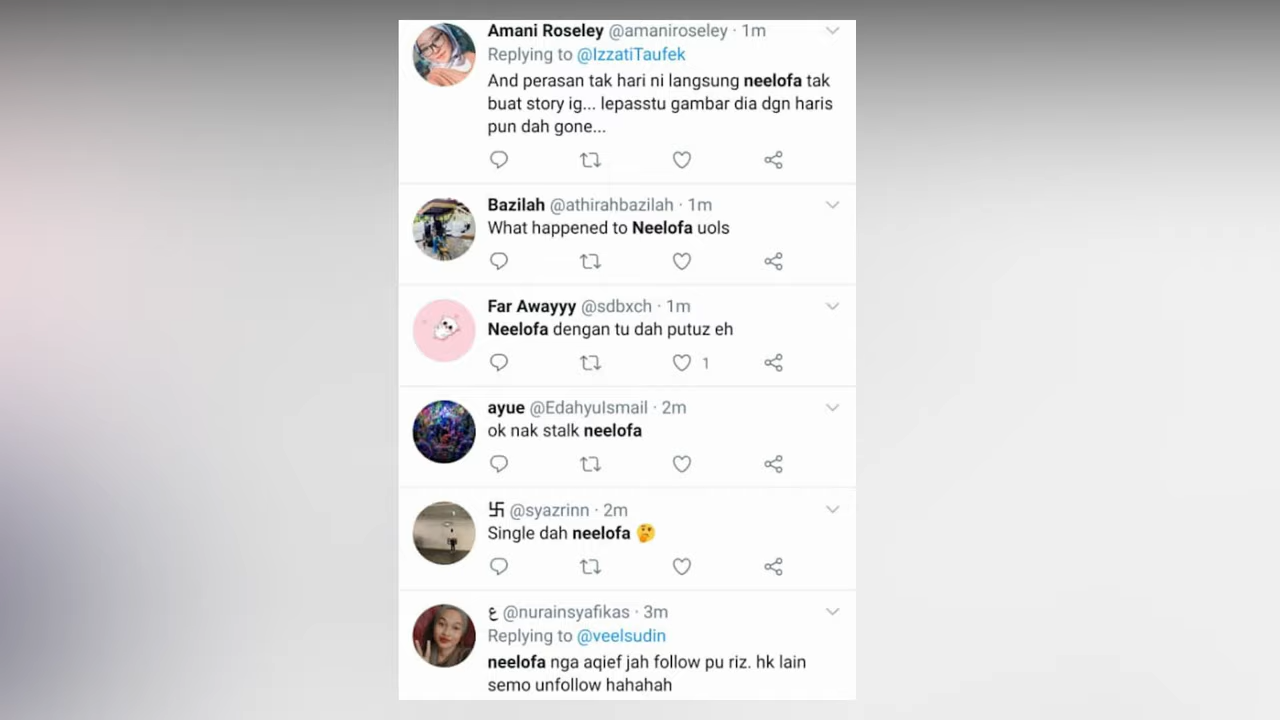 Amani Roseley @amaniroseley · 1m
Replying to @IzzatiTaufek
And perasan tak hari ni langsung neelofa tak
buat story ig... lepasstu gambar dia dgn haris
pun dah gone...
Bazilah @athirahbazilah · 1m
What happened to Neelofa uols
Far Awayyy @sdbxch · 1m
Neelofa dengan tu dah putuz eh
1
ayue @EdahyuIsmail · 2m
ok nak stalk neelofa
卐 @syazrinn · 2m
Single dah neelofa 🤔
ع @nurainsyafikas · 3m
Replying to @veelsudin
neelofa nga aqief jah follow pu riz. hk lain
semo unfollow hahahah